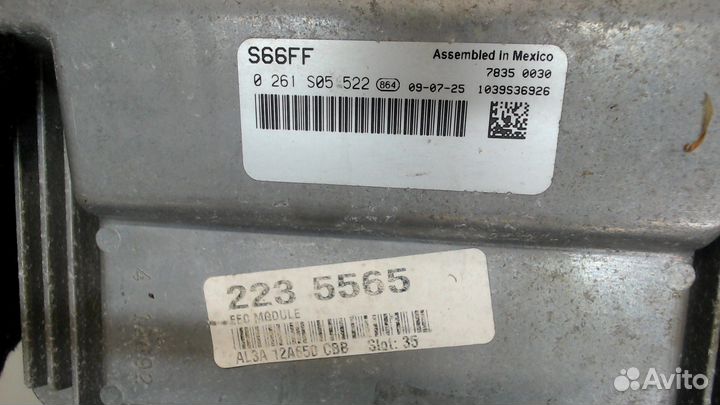 S66FF
Assembled in Mexico
7835 0030
0 261 S05 522 864 09-07-25 1039S36926
223 5565
EEC MODULE
AL3A 12A650 CBB Slot: 35
Avito